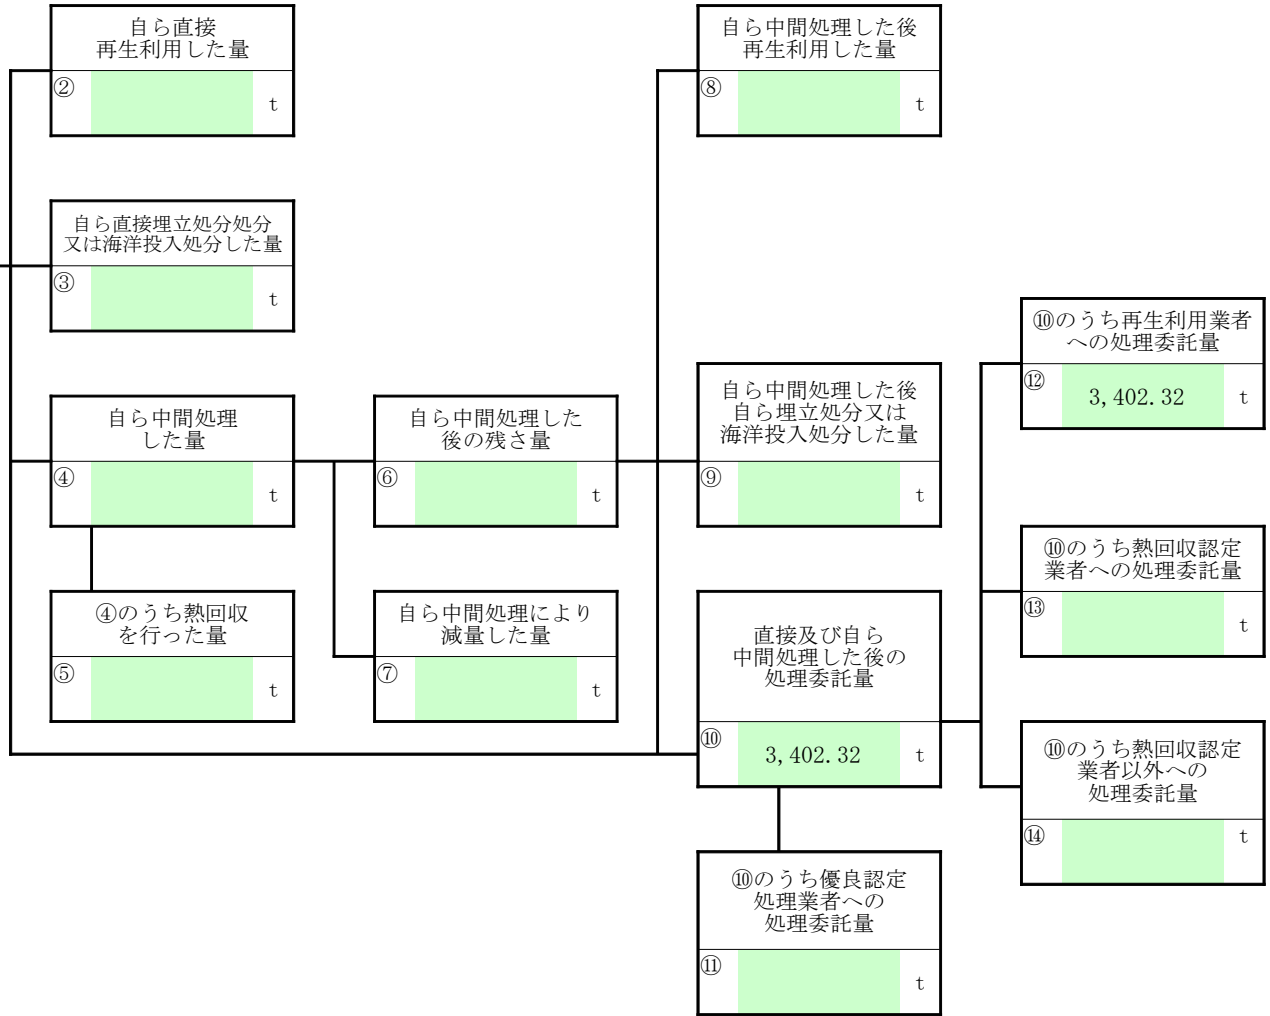 自ら直接
再生利用した量
②
t
自ら中間処理した後
再生利用した量
⑧
t
自ら直接埋立処分処分
又は海洋投入処分した量
③
t
⑩のうち再生利用業者
への処理委託量
⑫
3,402.32
t
自ら中間処理
した量
④
t
自ら中間処理した
後の残さ量
⑥
t
自ら中間処理した後
自ら埋立処分又は
海洋投入処分した量
⑨
t
⑩のうち熱回収認定
業者への処理委託量
⑬
t
④のうち熱回収
を行った量
⑤
t
自ら中間処理により
減量した量
⑦
t
直接及び自ら
中間処理した後の
処理委託量
⑩
3,402.32
t
⑩のうち熱回収認定
業者以外への
処理委託量
⑭
t
⑩のうち優良認定
処理業者への
処理委託量
⑪
t